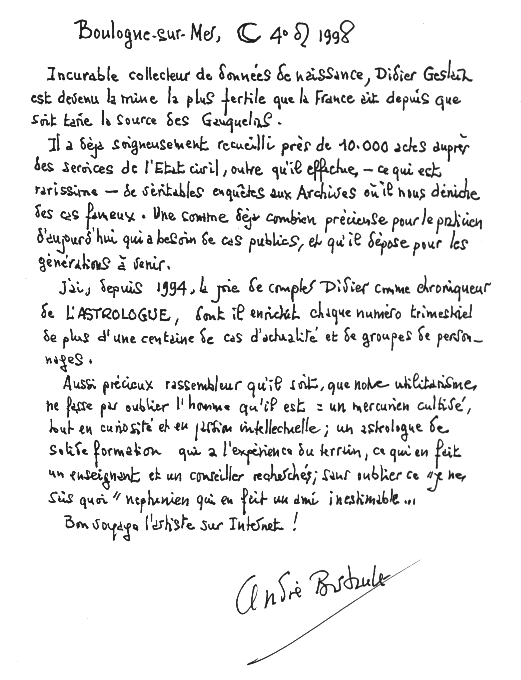 Boulogne-sur-Mer, ☾ 4° ♌ 1998
Incurable collecteur de données de naissance, Didier Geslain
est devenu la mine la plus fertile que la France ait depuis que
soit tarie la source des Gauquelin.
Il a déjà soigneusement recueilli près de 10.000 actes auprès
des services de l'Etat civil, outre qu'il effectue, – ce qui est
rarissime – de véritables enquêtes aux Archives où il nous déniche
des cas fameux. Une somme déjà combien précieuse pour le praticien
d'aujourd'hui qui a besoin de cas publics, et qu'il dépose pour les
générations à venir.
J'ai, depuis 1994, la joie de compter Didier comme chroniqueur
de L'ASTROLOGUE, dont il enrichit chaque numéro trimestriel
de plus d'une centaine de cas d'actualité et de groupes de person-
nages.
Aussi précieux rassembleur qu'il soit, que notre utilitarisme,
ne fasse pas oublier l'homme qu'il est : un mercurien cultivé,
tout en curiosité et en passion intellectuelle ; un astrologue de
solide formation qui a l'expérience du terrain, ce qui en fait
un enseignant et un conseiller recherchés ; sans oublier ce "je ne
sais quoi" neptunien qui en fait un ami inestimable...
Bon voyage l'artiste sur Internet !
André Barbault